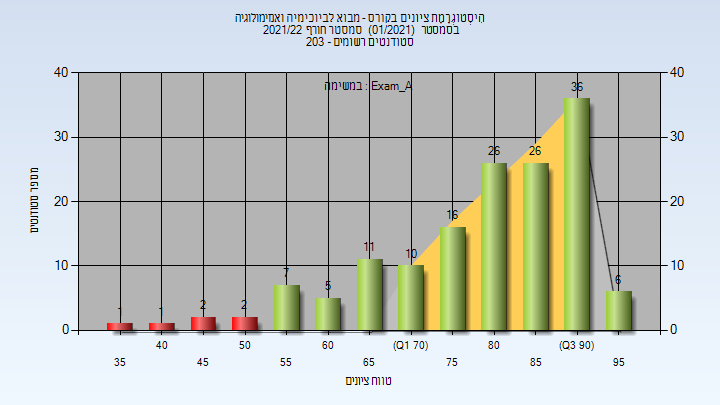 היסטוגרמת ציונים בקורס - מבוא לביוכימיה ואנזימולוגיה
בסמסטר (01/2021) סמסטר חורף 2021/22
סטודנטים רשומים - 203
במשימה : Exam_A
40 40
30 30
20 20
10 10
0 0
מספר סטודנטים
1 1 2 2 7 5 11 10 16 26 26 36 6
40 50 60 (Q1 70) 80 (Q3 90)
35 45 55 65 75 85 95
טווח ציונים